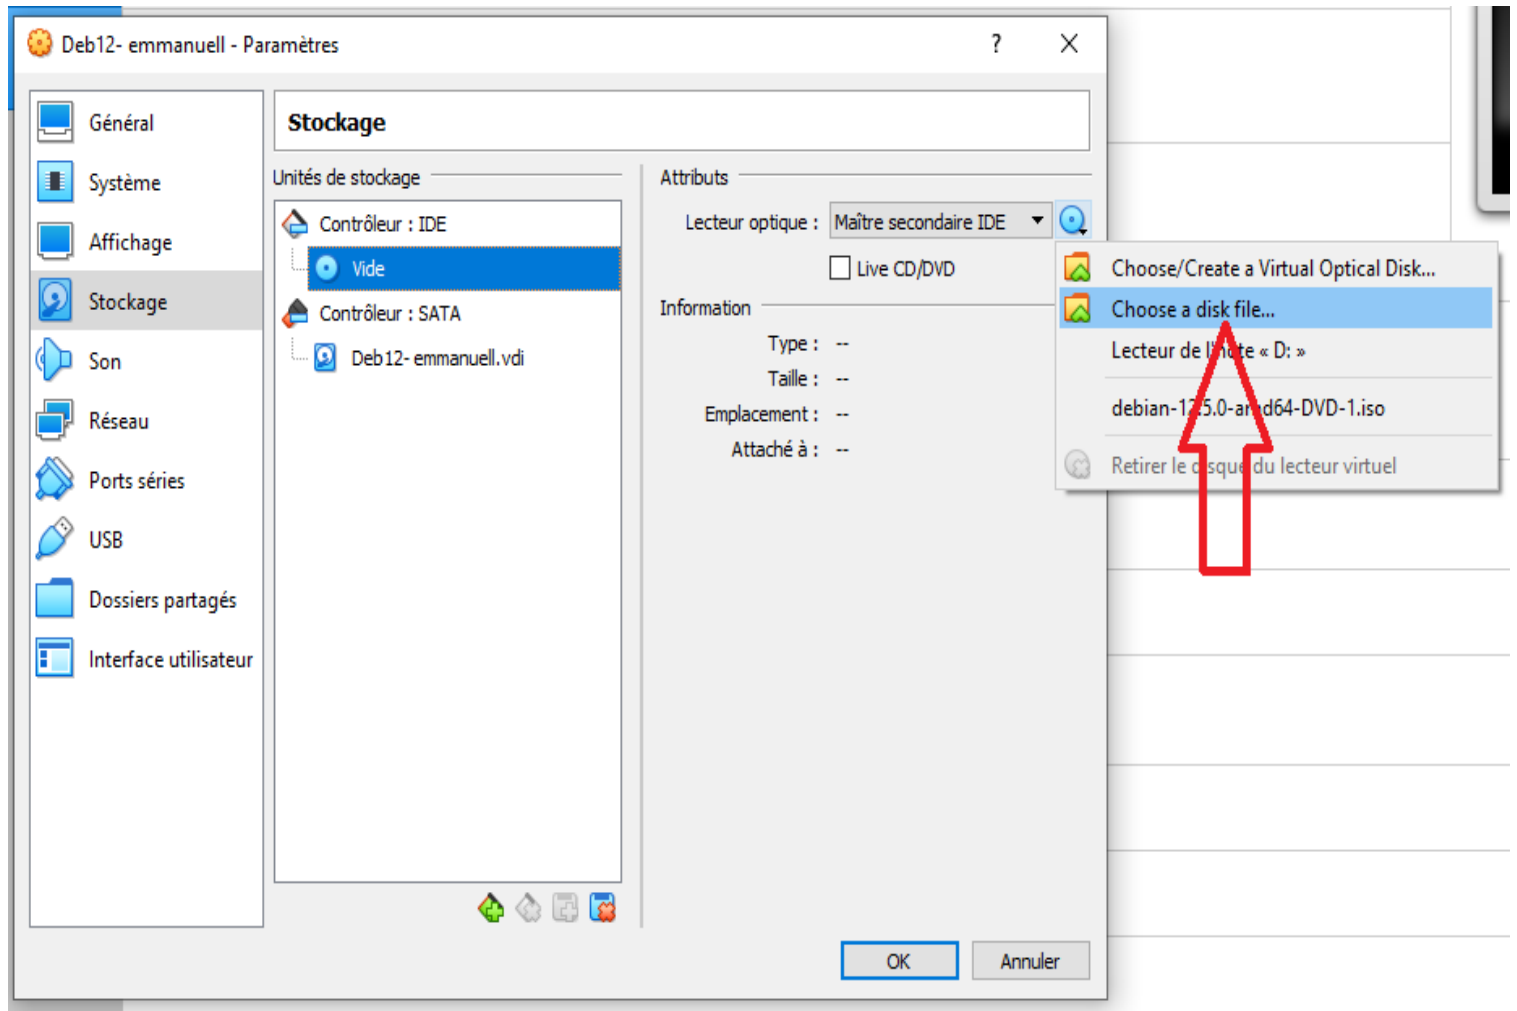 Deb12- emmanuell - Paramètres
?
Général
Système
Affichage
Stockage
Son
Réseau
Ports séries
USB
Dossiers partagés
Interface utilisateur
Stockage
Unités de stockage
Contrôleur : IDE
Vide
Contrôleur : SATA
Deb12- emmanuell.vdi
Attributs
Lecteur optique : Maître secondaire IDE
Live CD/DVD
Information
Type : --
Taille : --
Emplacement : --
Attaché à : --
Choose/Create a Virtual Optical Disk...
Choose a disk file...
Lecteur de l'hôte « D: »
debian-12.5.0-amd64-DVD-1.iso
Retirer le disque du lecteur virtuel
OK
Annuler